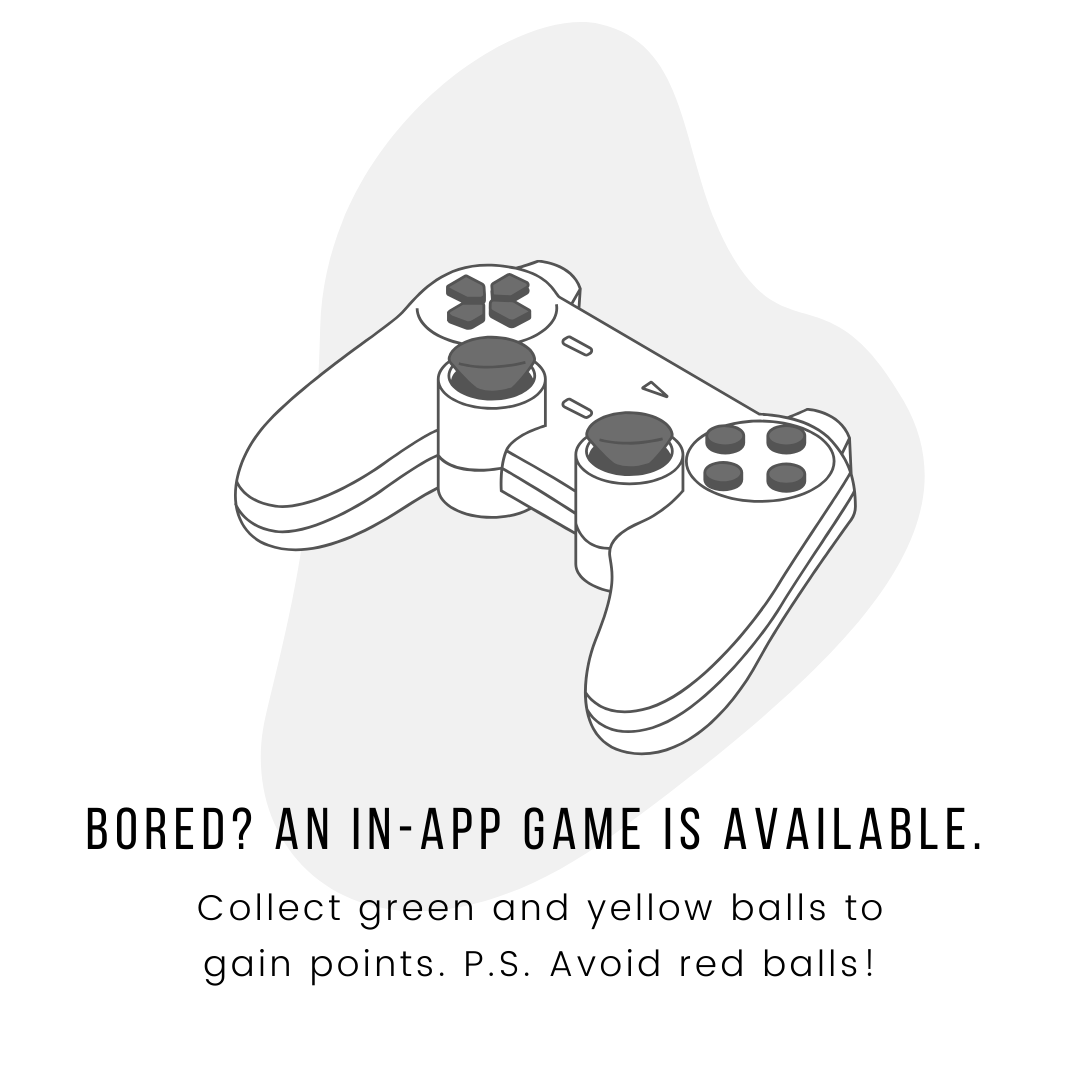 BORED? AN IN-APP GAME IS AVAILABLE.
Collect green and yellow balls to
gain points. P.S. Avoid red balls!